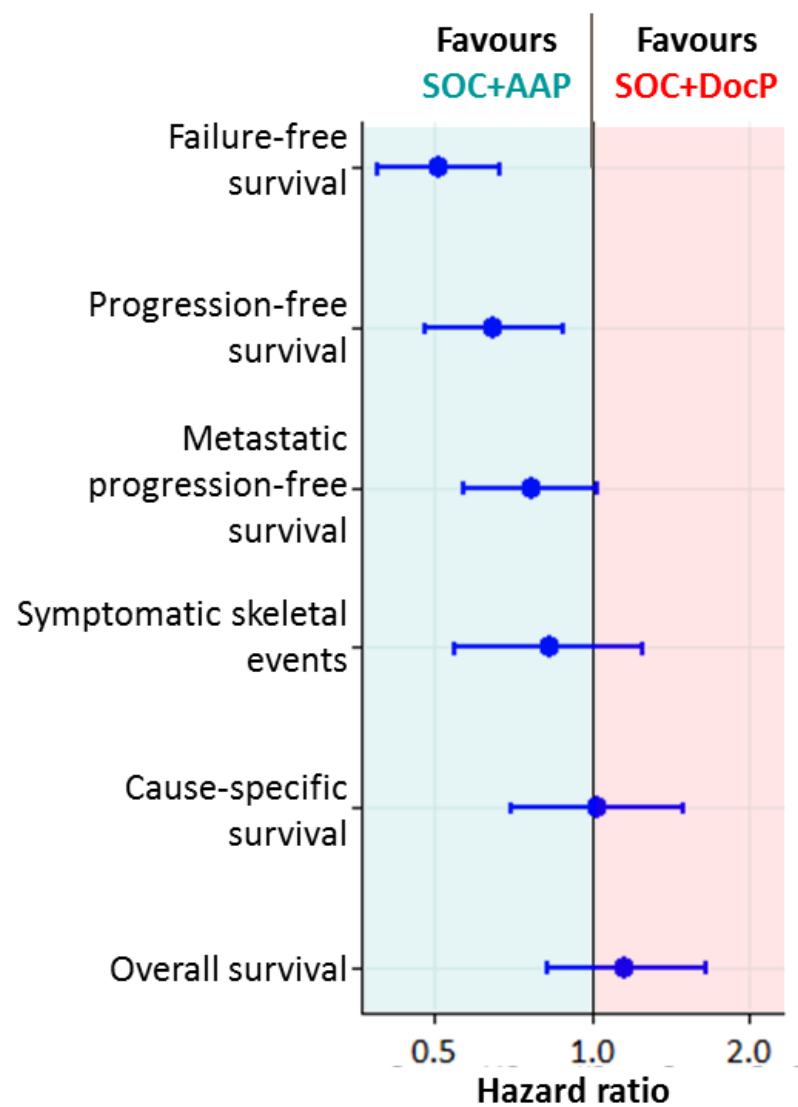 Favours
SOC+AAP
Favours
SOC+DocP
Failure-free
survival
Progression-free
survival
Metastatic
progression-free
survival
Symptomatic skeletal
events
Cause-specific
survival
Overall survival
0.5 1.0 2.0
Hazard ratio